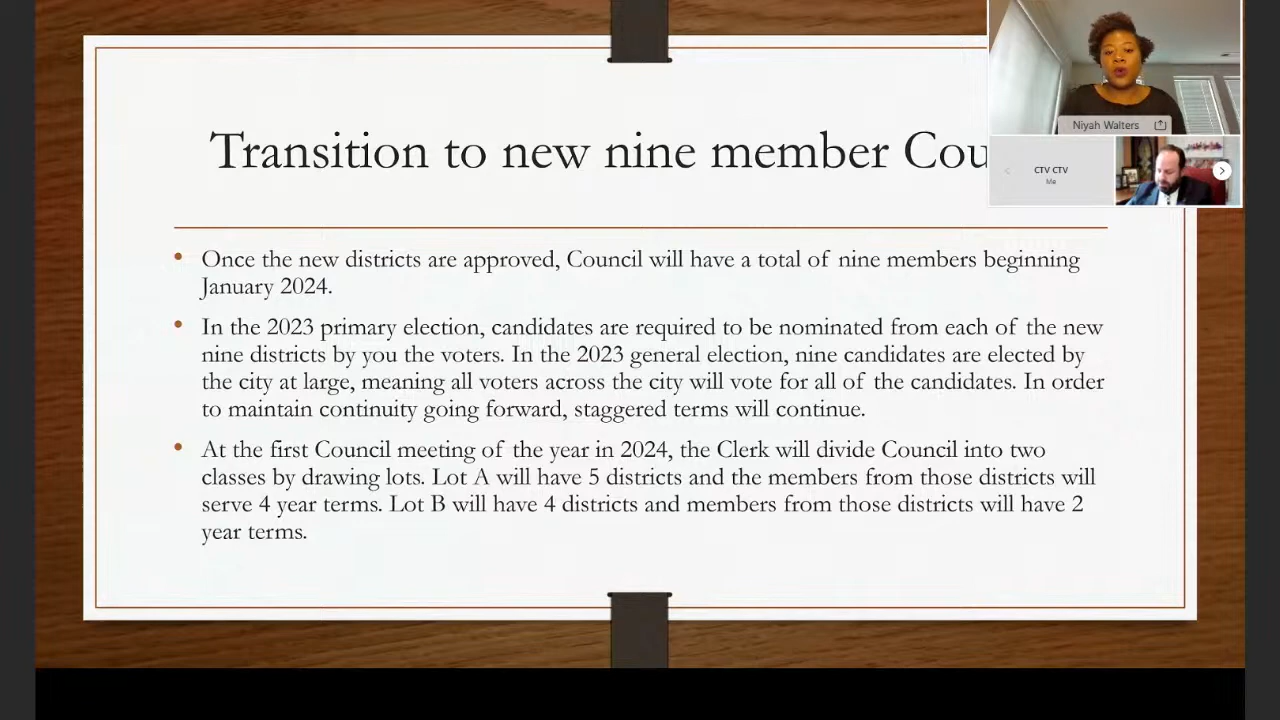 Transition to new nine member Cou
Niyah Walters
CTV CTV
Me
Once the new districts are approved, Council will have a total of nine members beginning
January 2024.
In the 2023 primary election, candidates are required to be nominated from each of the new
nine districts by you the voters. In the 2023 general election, nine candidates are elected by
the city at large, meaning all voters across the city will vote for all of the candidates. In order
to maintain continuity going forward, staggered terms will continue.
At the first Council meeting of the year in 2024, the Clerk will divide Council into two
classes by drawing lots. Lot A will have 5 districts and the members from those districts will
serve 4 year terms. Lot B will have 4 districts and members from those districts will have 2
year terms.